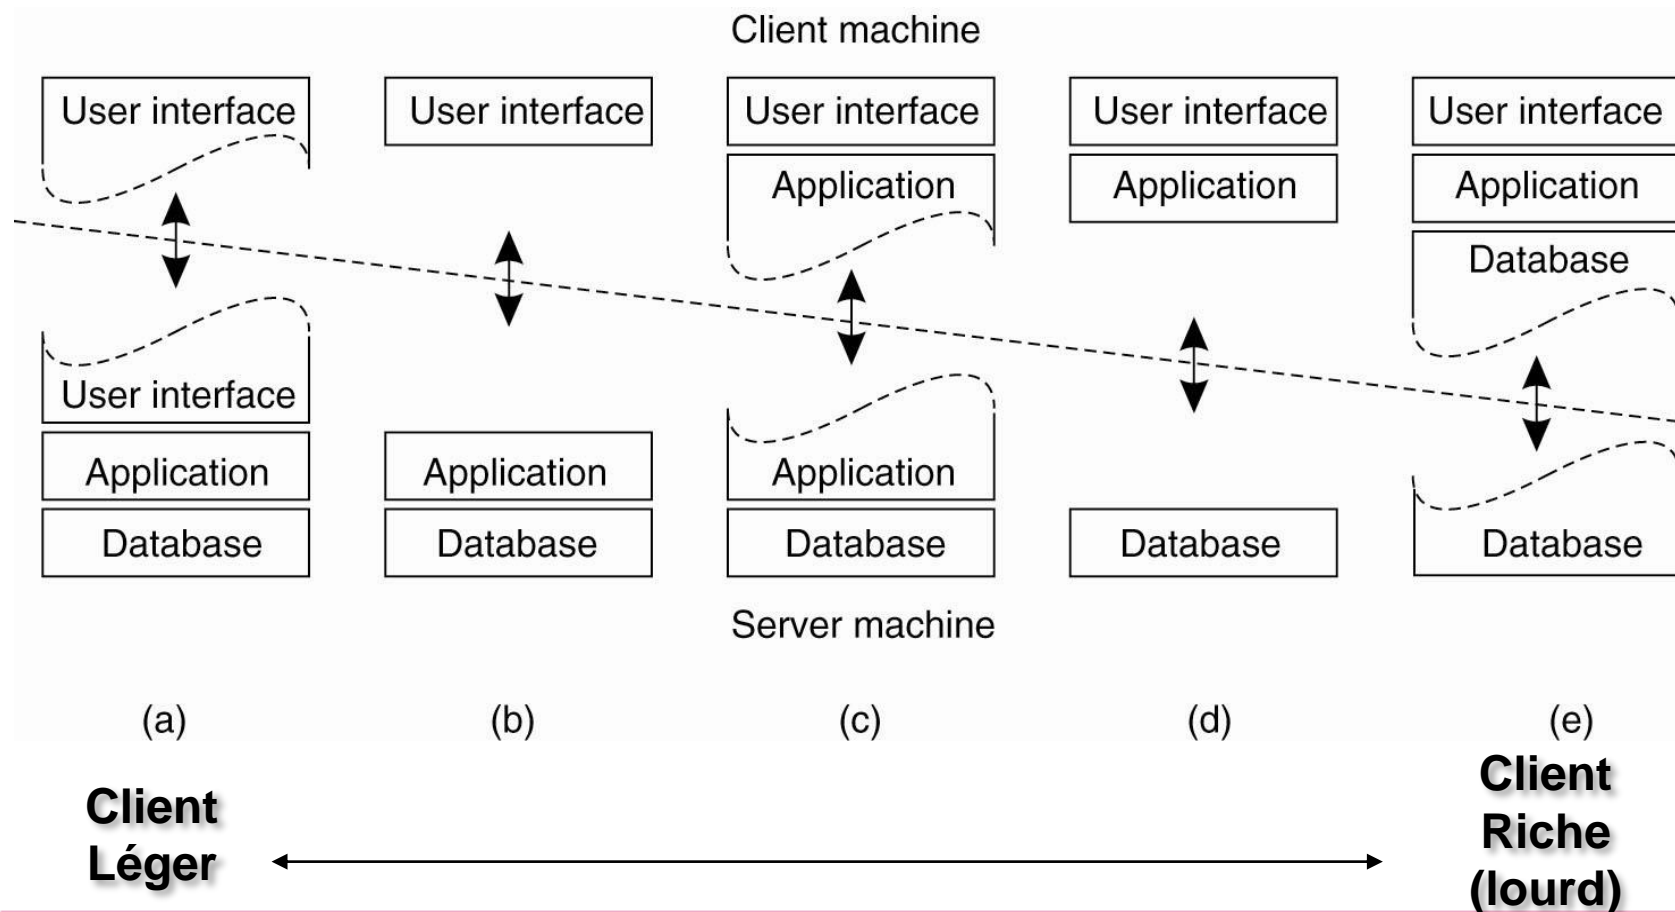 Client machine
User interface
User interface
User interface
User interface
User interface
Application
Application
Application
Database
User interface
Application
Application
Application
Database
Database
Database
Database
Database
Server machine
(a)
(b)
(c)
(d)
(e)
Client
Léger
Client
Riche
(lourd)